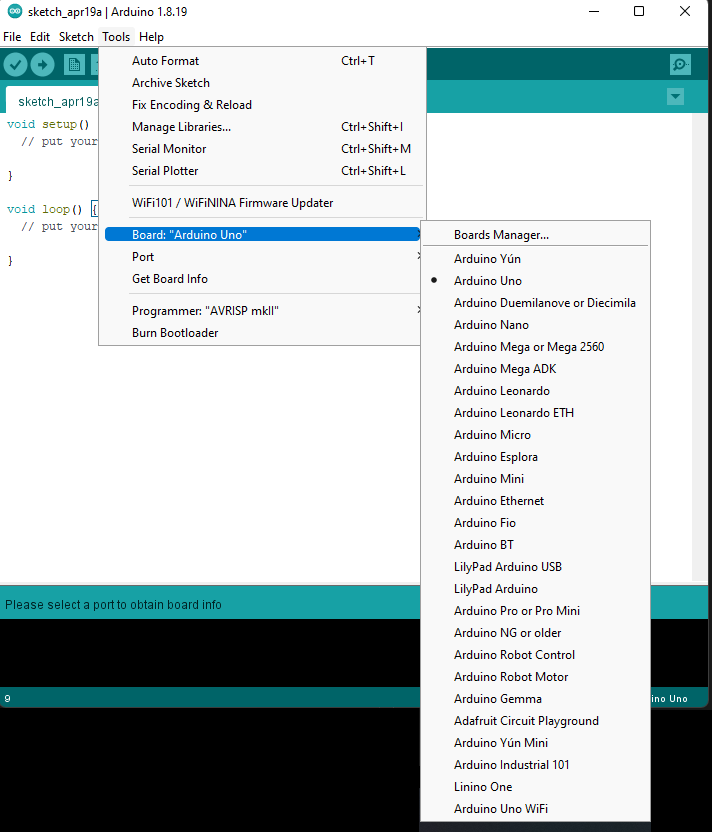 sketch_apr19a | Arduino 1.8.19
File Edit Sketch Tools Help
sketch_apr19a
void setup()
// put your
}
void loop() {
// put your
}
Auto Format Ctrl+T
Archive Sketch
Fix Encoding & Reload
Manage Libraries... Ctrl+Shift+I
Serial Monitor Ctrl+Shift+M
Serial Plotter Ctrl+Shift+L
WiFi101 / WiFiNINA Firmware Updater
Board: "Arduino Uno"
Port
Get Board Info
Programmer: "AVRISP mkII"
Burn Bootloader
Boards Manager...
Arduino Yún
Arduino Uno
Arduino Duemilanove or Diecimila
Arduino Nano
Arduino Mega or Mega 2560
Arduino Mega ADK
Arduino Leonardo
Arduino Leonardo ETH
Arduino Micro
Arduino Esplora
Arduino Mini
Arduino Ethernet
Arduino Fio
Arduino BT
LilyPad Arduino USB
LilyPad Arduino
Arduino Pro or Pro Mini
Arduino NG or older
Arduino Robot Control
Arduino Robot Motor
Arduino Gemma
Adafruit Circuit Playground
Arduino Yún Mini
Arduino Industrial 101
Linino One
Arduino Uno WiFi
Please select a port to obtain board info
9
ino Uno